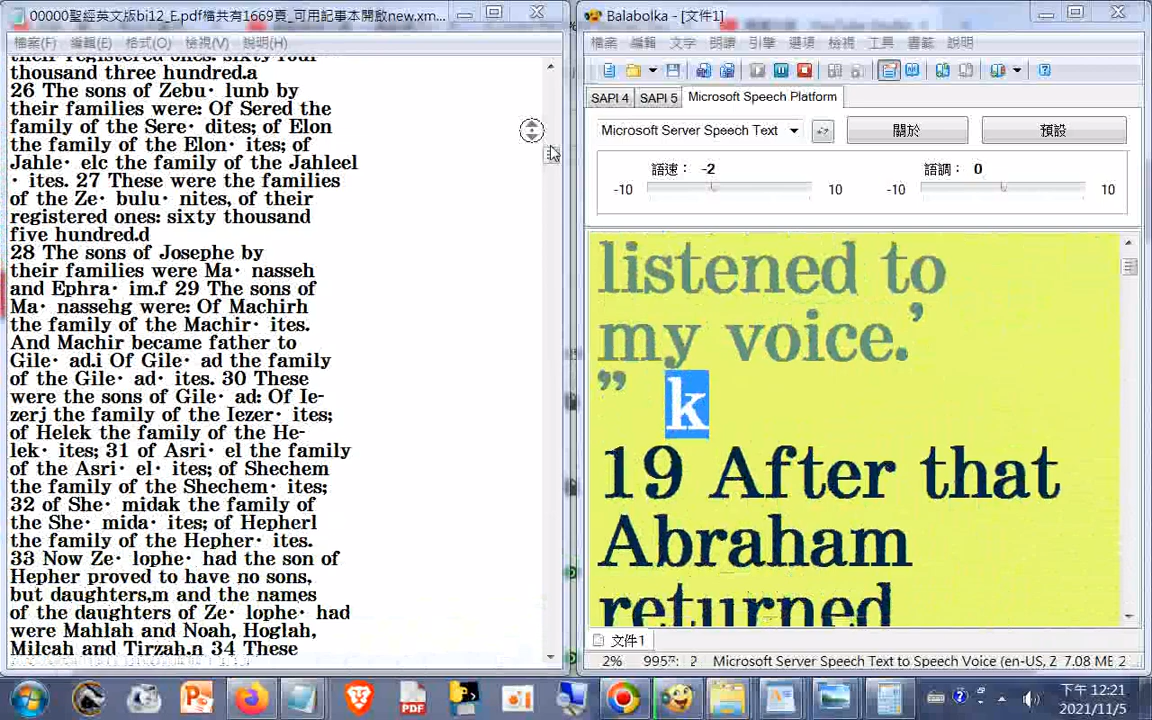 00000聖經英文版bi12_E.pdf檔共有1669頁_可用記事本開啟new.xm...
檔案(F) 編輯(E) 格式(O) 檢視(V) 說明(H)
their registered ones: sixty four
thousand three hundred.a
26 The sons of Zebu· lunb by
their families were: Of Sered the
family of the Sere· dites; of Elon
the family of the Elon· ites; of
Jahle· elc the family of the Jahleel
· ites. 27 These were the families
of the Ze· bulu· nites, of their
registered ones: sixty thousand
five hundred.d
28 The sons of Josephe by
their families were Ma· nasseh
and Ephra· im.f 29 The sons of
Ma· nassehg were: Of Machirh
the family of the Machir· ites.
And Machir became father to
Gile· ad.i Of Gile· ad the family
of the Gile· ad· ites. 30 These
were the sons of Gile· ad: Of Ie-
zerj the family of the Iezer· ites;
of Helek the family of the He-
lek· ites; 31 of Asri· el the family
of the Asri· el· ites; of Shechem
the family of the Shechem· ites;
32 of She· midak the family of
the She· mida· ites; of Hepherl
the family of the Hepher· ites.
33 Now Ze· lophe· had the son of
Hepher proved to have no sons,
but daughters,m and the names
of the daughters of Ze· lophe· had
were Mahlah and Noah, Hoglah,
Milcah and Tirzah.n 34 These
Balabolka - [文件1]
檔案 編輯 文字 朗讀 引擎 選項 檢視 工具 書籤 說明
SAPI 4 SAPI 5 Microsoft Speech Platform
Microsoft Server Speech Text 關於 預設
語速： -2 語調： 0
-10 10 -10 10
listened to
my voice.’
” k
19 After that
Abraham
returned
文件1
2% 9957: 2 Microsoft Server Speech Text to Speech Voice (en-US, Z 7.08 MB 2
下午 12:21
2021/11/5